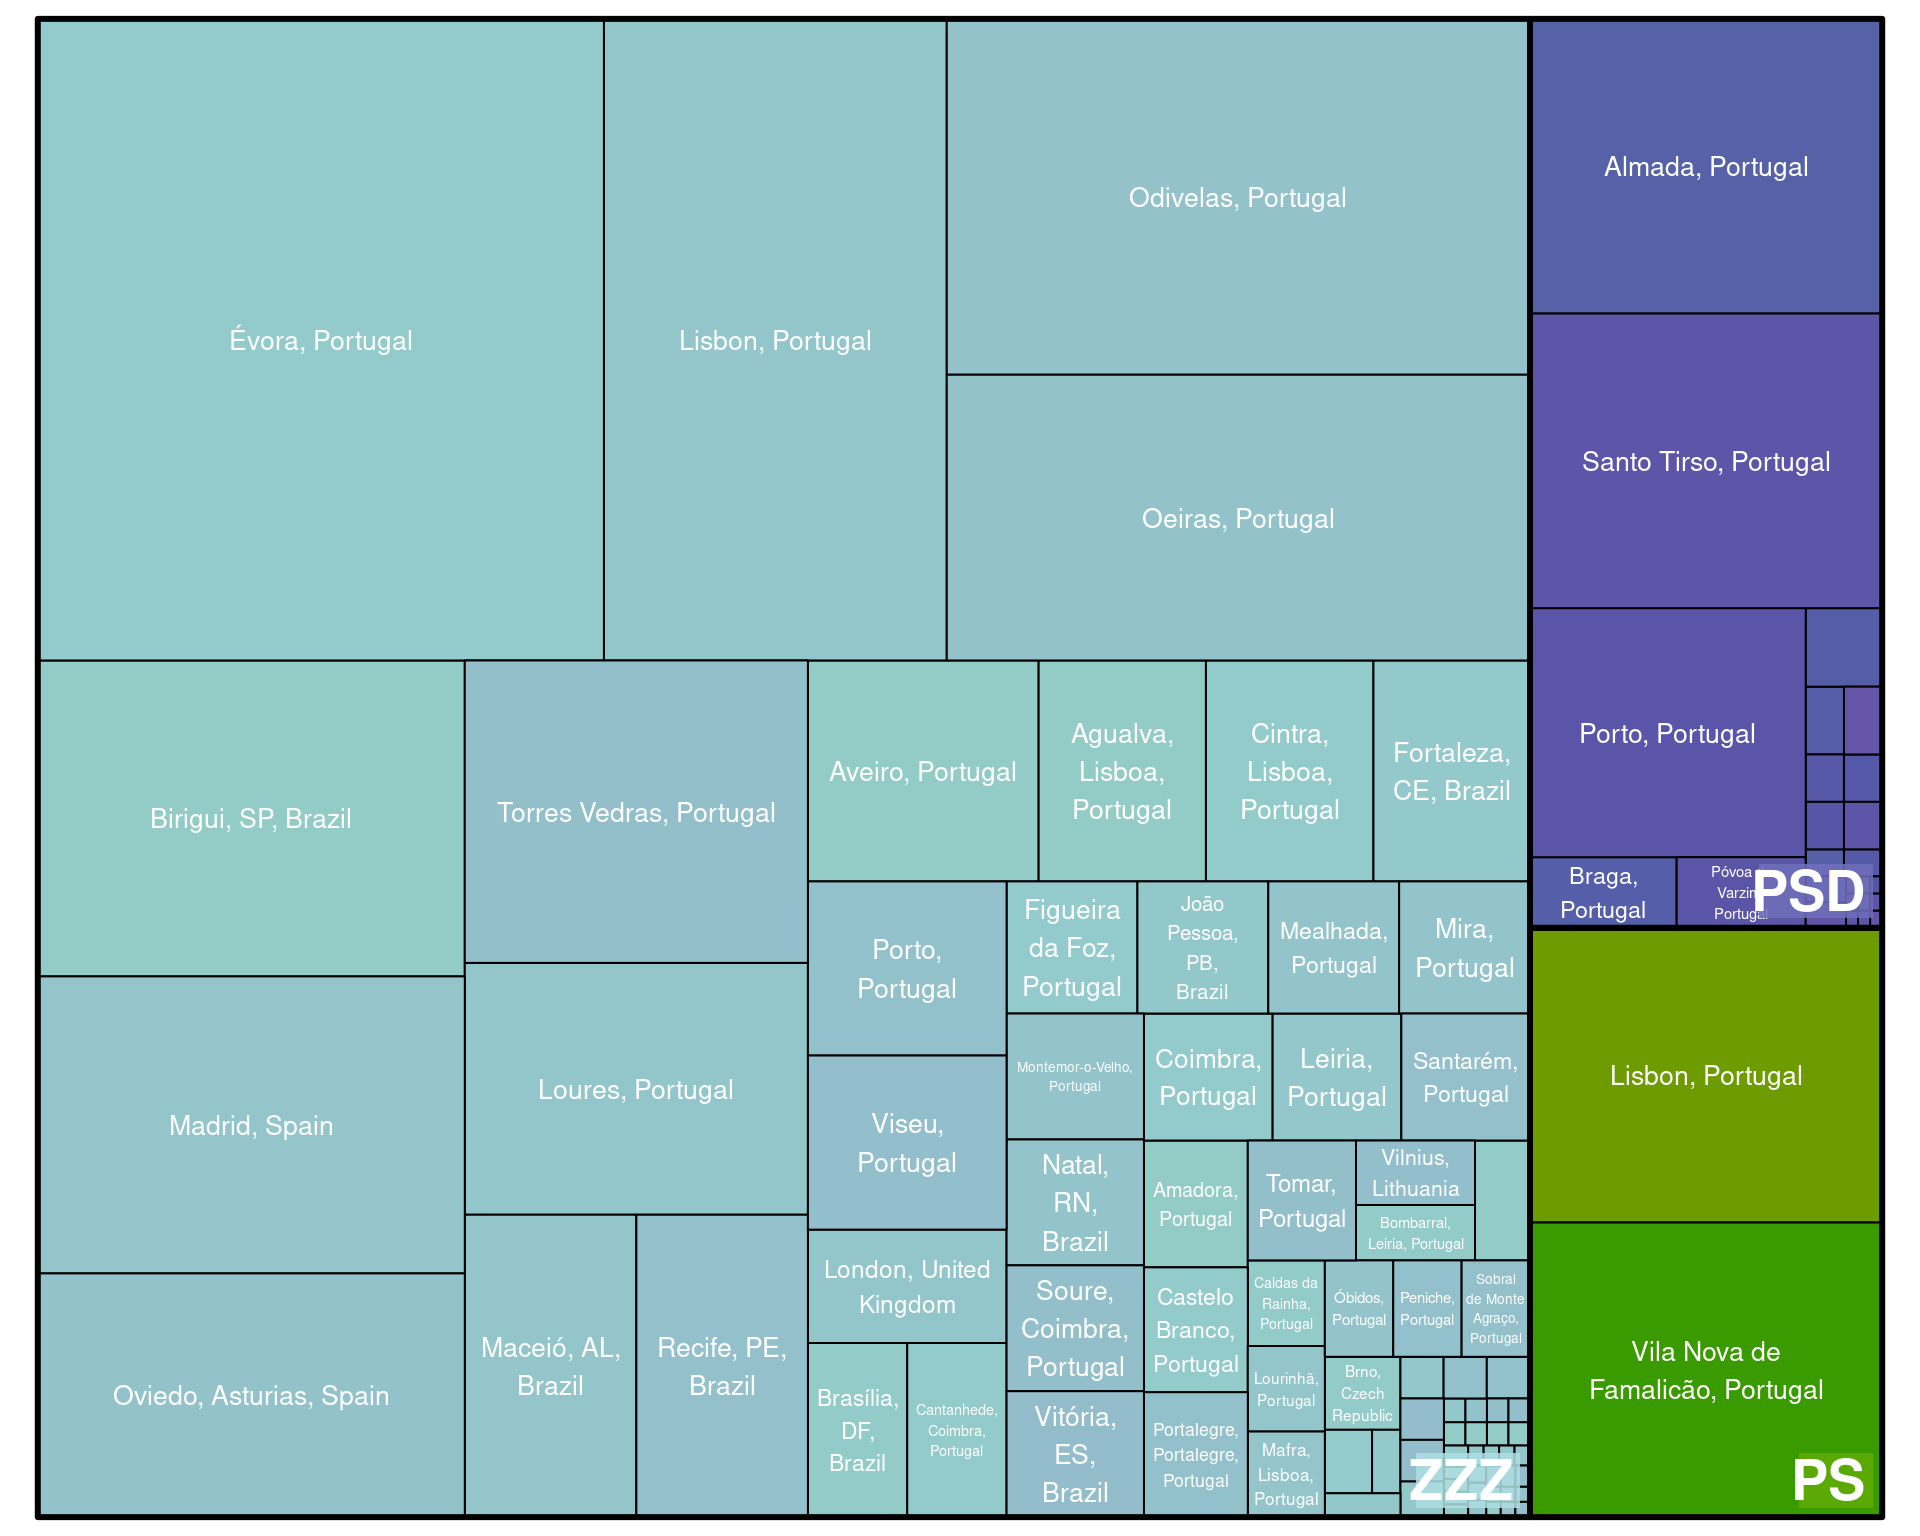 Évora, Portugal
Lisbon, Portugal
Odivelas, Portugal
Oeiras, Portugal
Birigui, SP, Brazil
Madrid, Spain
Oviedo, Asturias, Spain
Torres Vedras, Portugal
Loures, Portugal
Maceió, AL,
Brazil
Recife, PE,
Brazil
Aveiro, Portugal
Agualva,
Lisboa,
Portugal
Cintra,
Lisboa,
Portugal
Fortaleza,
CE, Brazil
Porto,
Portugal
Viseu,
Portugal
London, United
Kingdom
Brasília,
DF,
Brazil
Cantanhede,
Coimbra,
Portugal
Figueira
da Foz,
Portugal
João
Pessoa,
PB,
Brazil
Mealhada,
Portugal
Mira,
Portugal
Montemor-o-Velho,
Portugal
Natal,
RN,
Brazil
Soure,
Coimbra,
Portugal
Vitória,
ES,
Brazil
Coimbra,
Portugal
Leiria,
Portugal
Santarém,
Portugal
Amadora,
Portugal
Castelo
Branco,
Portugal
Portalegre,
Portalegre,
Portugal
Tomar,
Portugal
Vilnius,
Lithuania
Bombarral,
Leiria, Portugal
Caldas da
Rainha,
Portugal
Lourinhã,
Portugal
Mafra,
Lisboa,
Portugal
Óbidos,
Portugal
Peniche,
Portugal
Sobral
de Monte
Agraço,
Portugal
Brno,
Czech
Republic
ZZZ
Almada, Portugal
Santo Tirso, Portugal
Porto, Portugal
Braga,
Portugal
Póvoa
Varzim
Portugal
PSD
Lisbon, Portugal
Vila Nova de
Famalicão, Portugal
PS